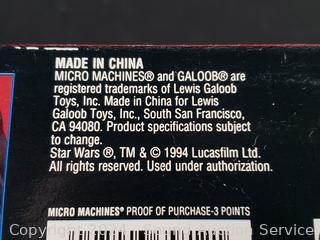 MADE IN CHINA
MICRO MACHINES® and GALOOB® are
registered trademarks of Lewis Galoob
Toys, Inc. Made in China for Lewis
Galoob Toys, Inc., South San Francisco,
CA 94080. Product specifications subject
to change.
Star Wars ®, TM & © 1994 Lucasfilm Ltd.
All rights reserved. Used under authorization.
MICRO MACHINES® PROOF OF PURCHASE-3 POINTS